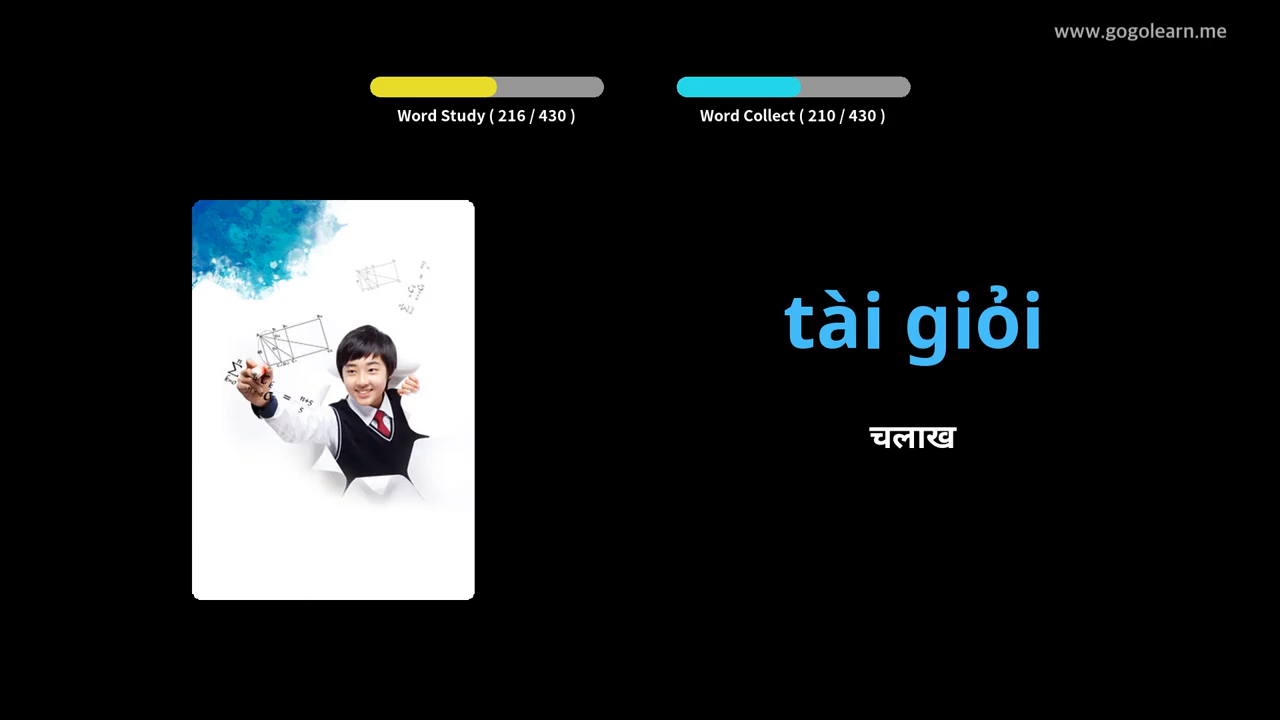 www.gogolearn.me
Word Study ( 216 / 430 )
Word Collect ( 210 / 430 )
tài giỏi
चलाख